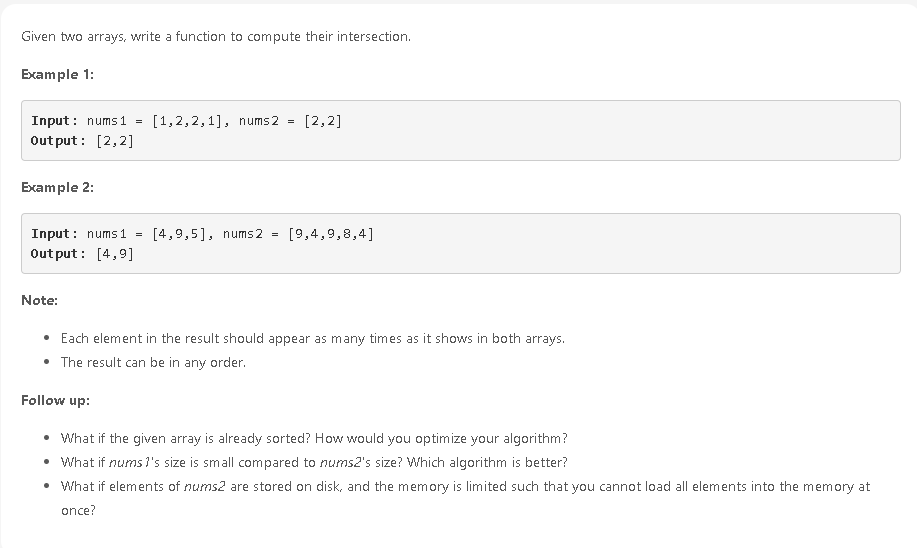 Given two arrays, write a function to compute their intersection.
Example 1:
Input: nums1 = [1,2,2,1], nums2 = [2,2]
Output: [2,2]
Example 2:
Input: nums1 = [4,9,5], nums2 = [9,4,9,8,4]
Output: [4,9]
Note:
• Each element in the result should appear as many times as it shows in both arrays.
• The result can be in any order.
Follow up:
• What if the given array is already sorted? How would you optimize your algorithm?
• What if nums1's size is small compared to nums2's size? Which algorithm is better?
• What if elements of nums2 are stored on disk, and the memory is limited such that you cannot load all elements into the memory at
once?